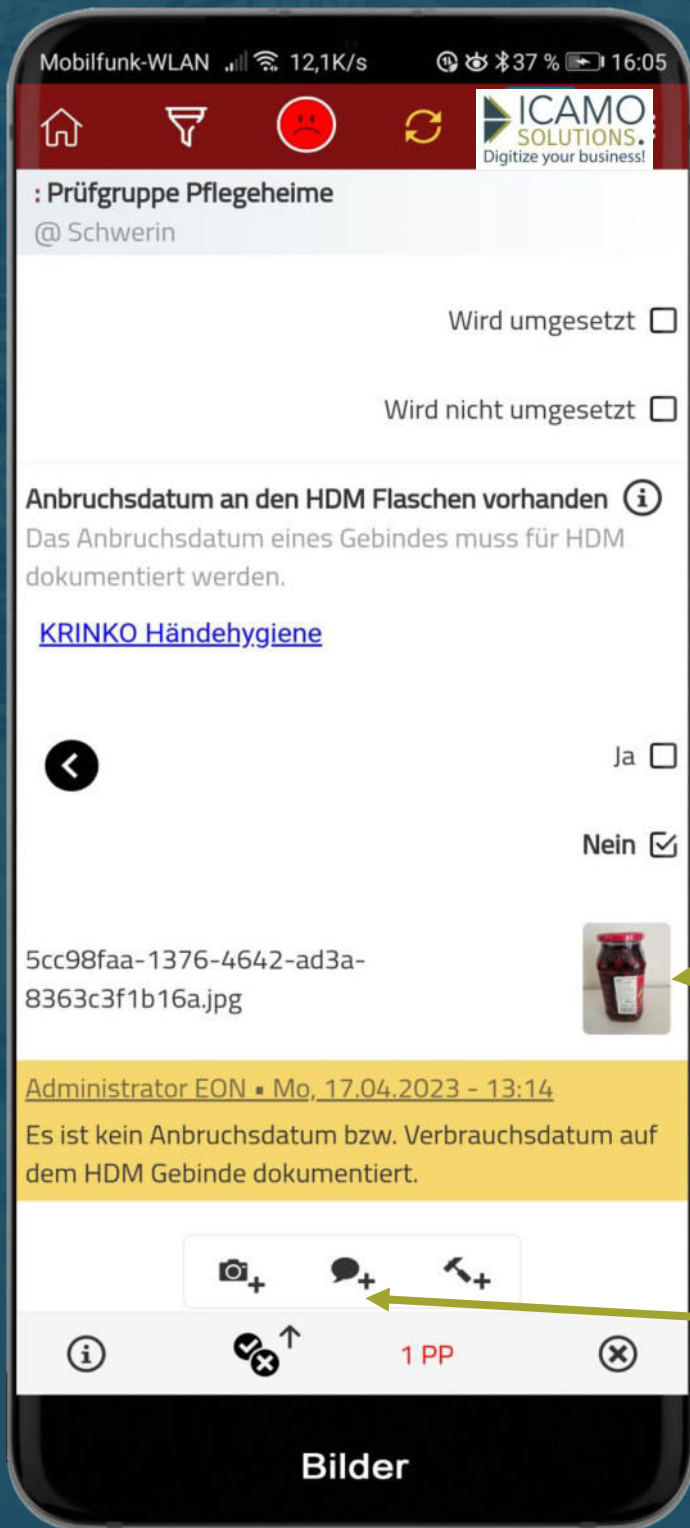 Mobilfunk-WLAN 12,1K/s 37 % 16:05
ICAMO
SOLUTIONS.
Digitize your business!
: Prüfgruppe Pflegeheime
@ Schwerin
Wird umgesetzt
Wird nicht umgesetzt
Anbruchsdatum an den HDM Flaschen vorhanden
Das Anbruchsdatum eines Gebindes muss für HDM
dokumentiert werden.
KRINKO Händehygiene
Ja
Nein
5cc98faa-1376-4642-ad3a-
8363c3f1b16a.jpg
Administrator EON ▪ Mo, 17.04.2023 - 13:14
Es ist kein Anbruchsdatum bzw. Verbrauchsdatum auf
dem HDM Gebinde dokumentiert.
1 PP
Bilder